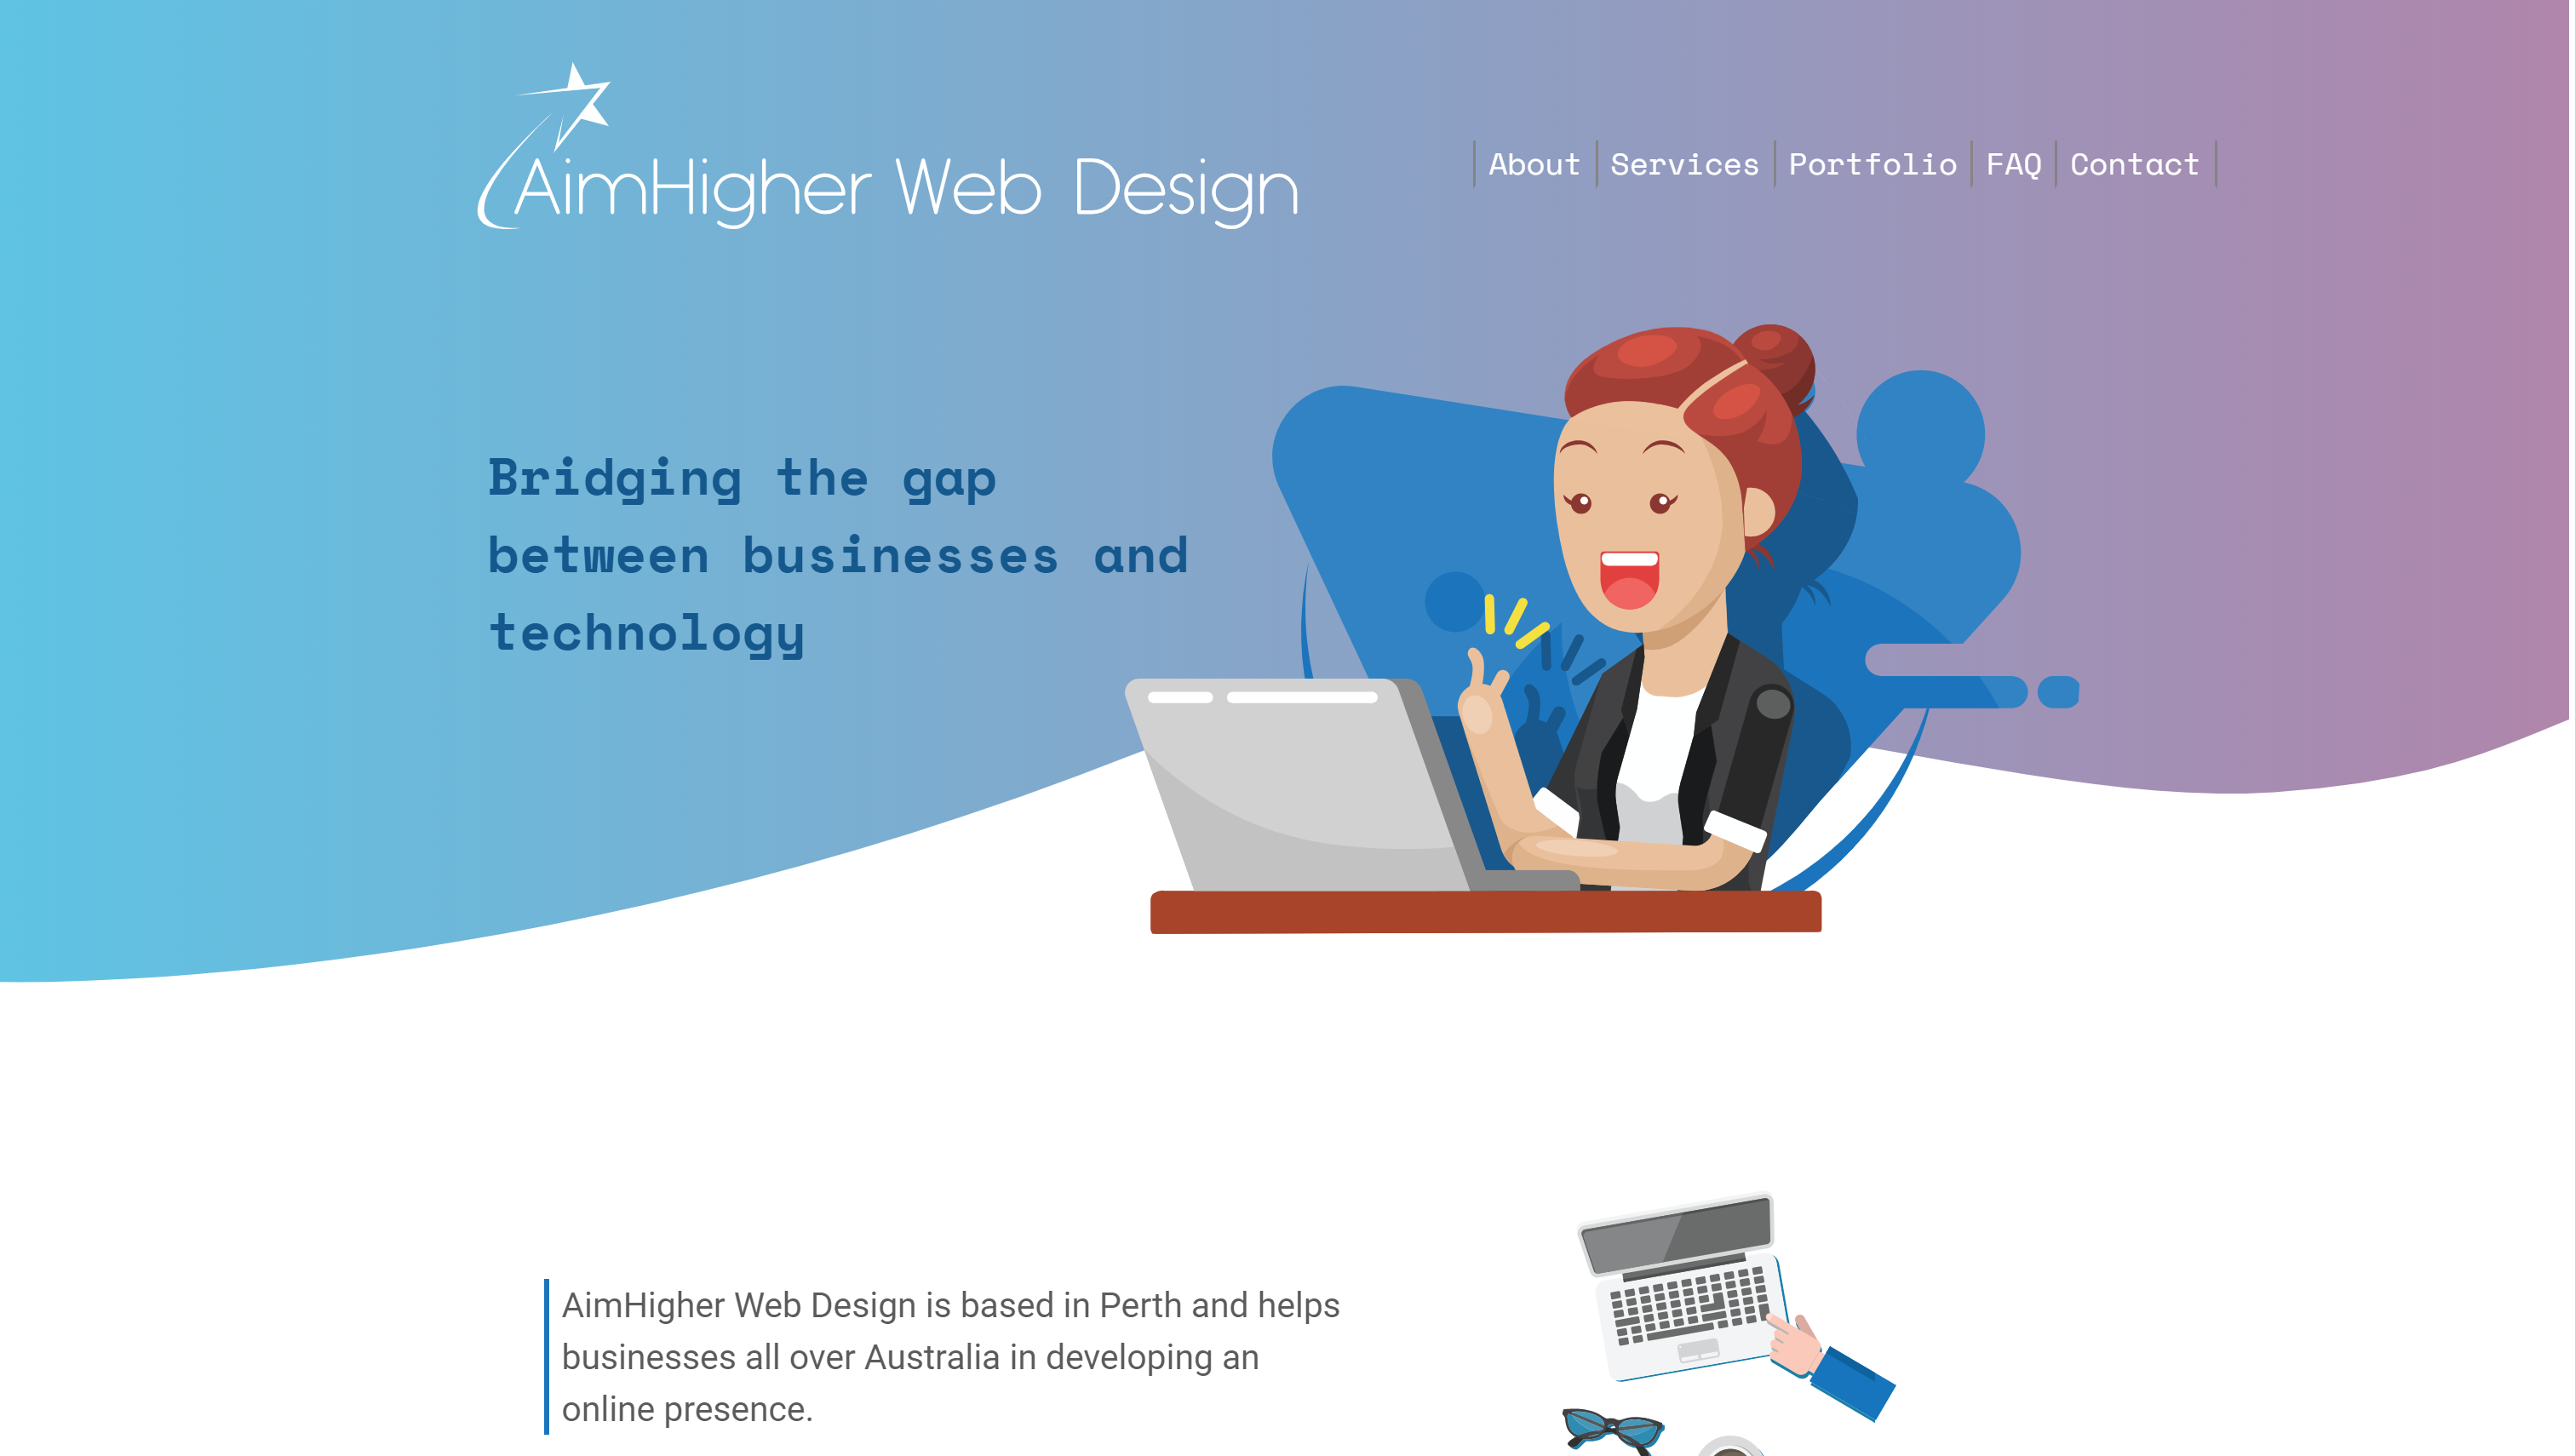 AimHigher Web Design
About
Services
Portfolio
FAQ
Contact
Bridging the gap
between businesses and
technology
AimHigher Web Design is based in Perth and helps
businesses all over Australia in developing an
online presence.